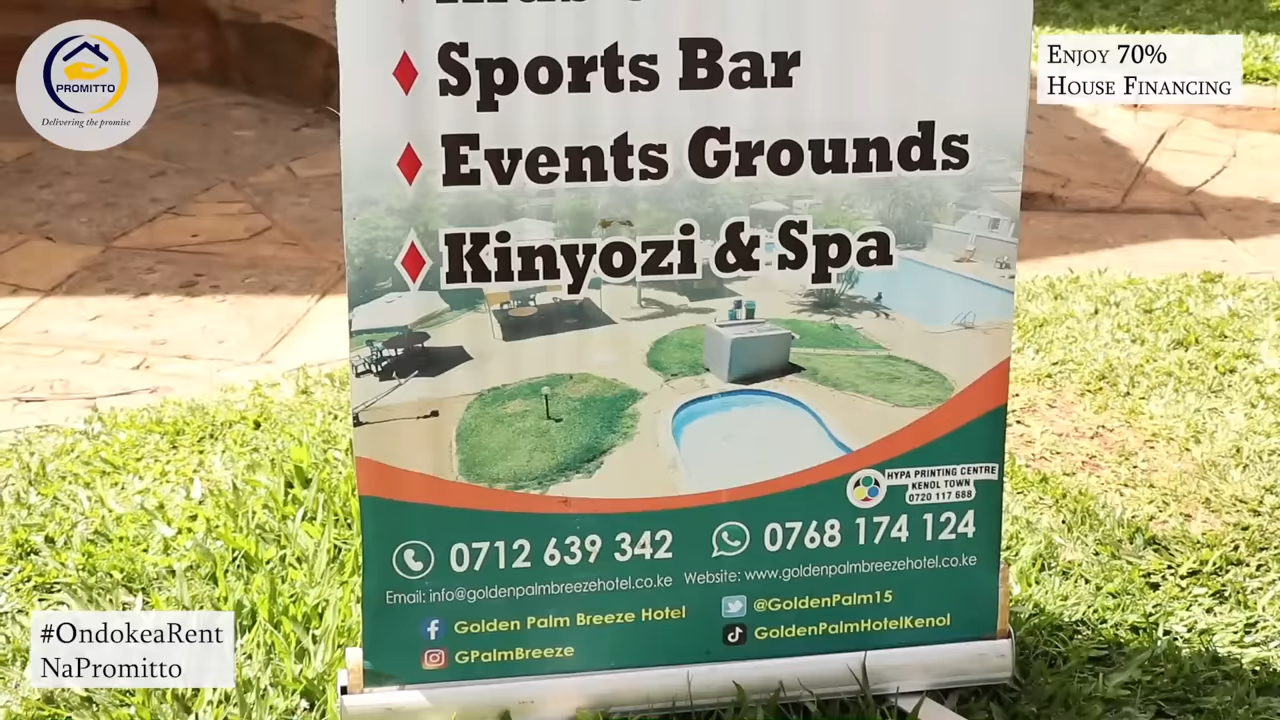 PROMITTO
Delivering the promise
ENJOY 70%
HOUSE FINANCING
Sports Bar
Events Grounds
Kinyozi & Spa
HYPA PRINTING CENTRE
KENOL TOWN
0720 117 688
0712 639 342
0768 174 124
Email: info@goldenpalmbreezehotel.co.ke Website: www.goldenpalmbreezehotel.co.ke
Golden Palm Breeze Hotel
@GoldenPalm15
GPalmBreeze
GoldenPalmHotelKenol
#OndokeaRent
NaPromitto